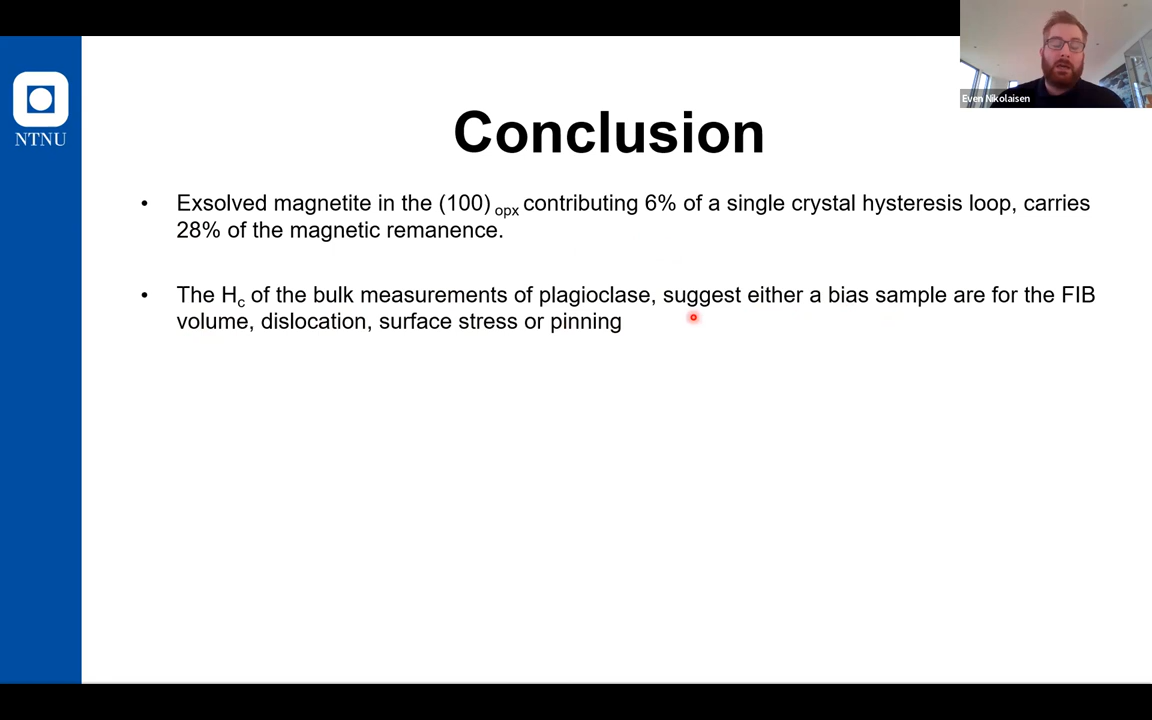 Even Nikolaisen
NTNU
Conclusion
• Exsolved magnetite in the (100) opx contributing 6% of a single crystal hysteresis loop, carries
28% of the magnetic remanence.
• The Hc of the bulk measurements of plagioclase, suggest either a bias sample are for the FIB
volume, dislocation, surface stress or pinning